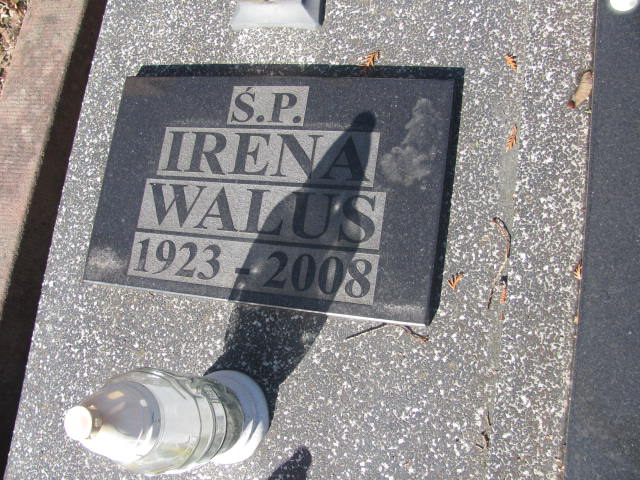 Ś.P.
IRENA
WALUS
1923 - 2008